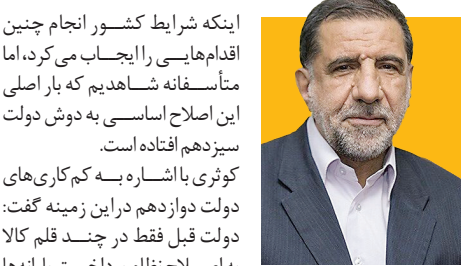 اینکه شرایط کشور انجام چنین
اقدام‌هایی را ایجاب می‌کرد، اما
متأسفانه شاهدیم که بار اصلی
این اصلاح اساسی به دوش دولت
سیزدهم افتاده است.
کوثری با اشاره به کم‌کاری‌های
دولت دوازدهم در این زمینه گفت:
دولت قبل فقط در چند قلم کالا